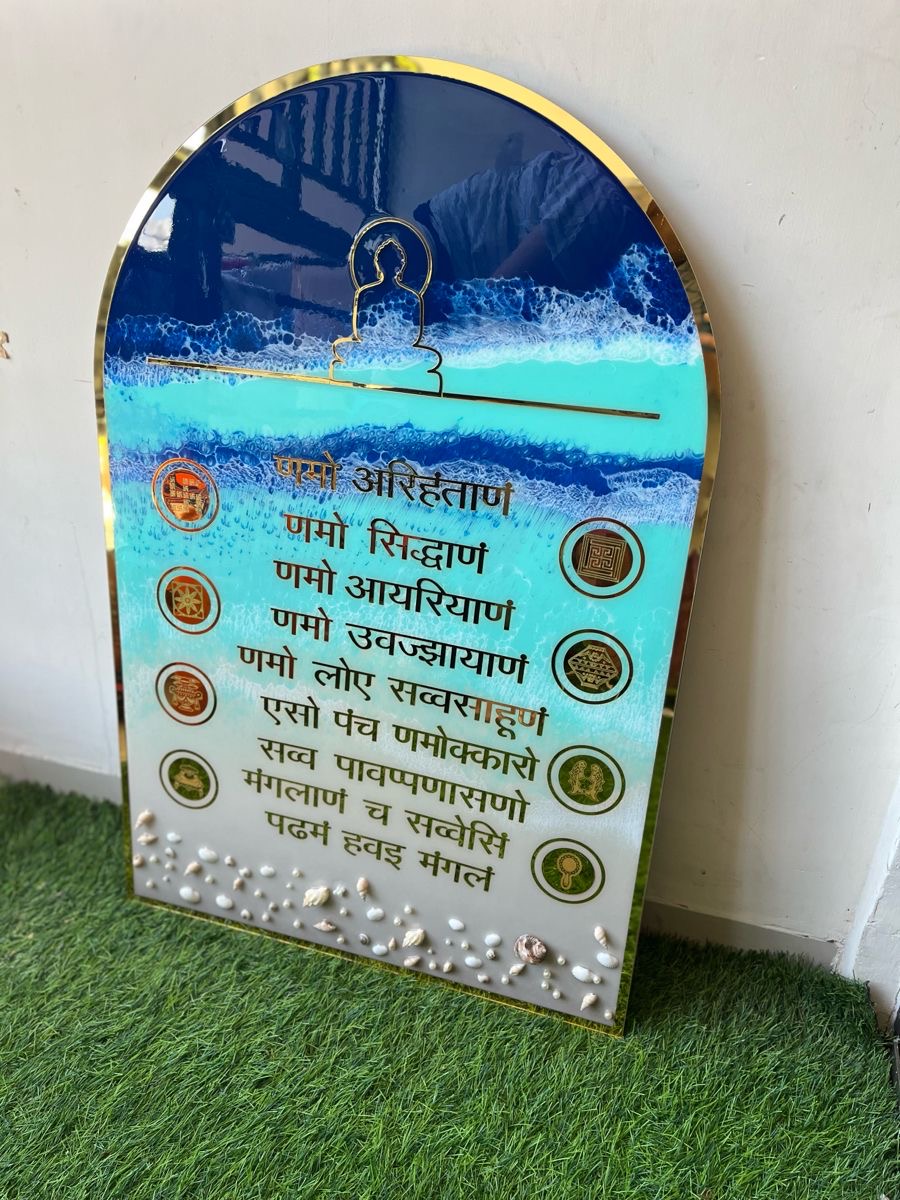 णमो अरिहंताणं
णमो सिद्धाणं
णमो आयरियाणं
णमो उवज्झायाणं
णमो लोए सव्वसाहूणं
एसो पंच णमोक्कारो
सव्व पावप्पणासणो
मंगलाणं च सव्वेसिं
पढमं हवइ मंगलं